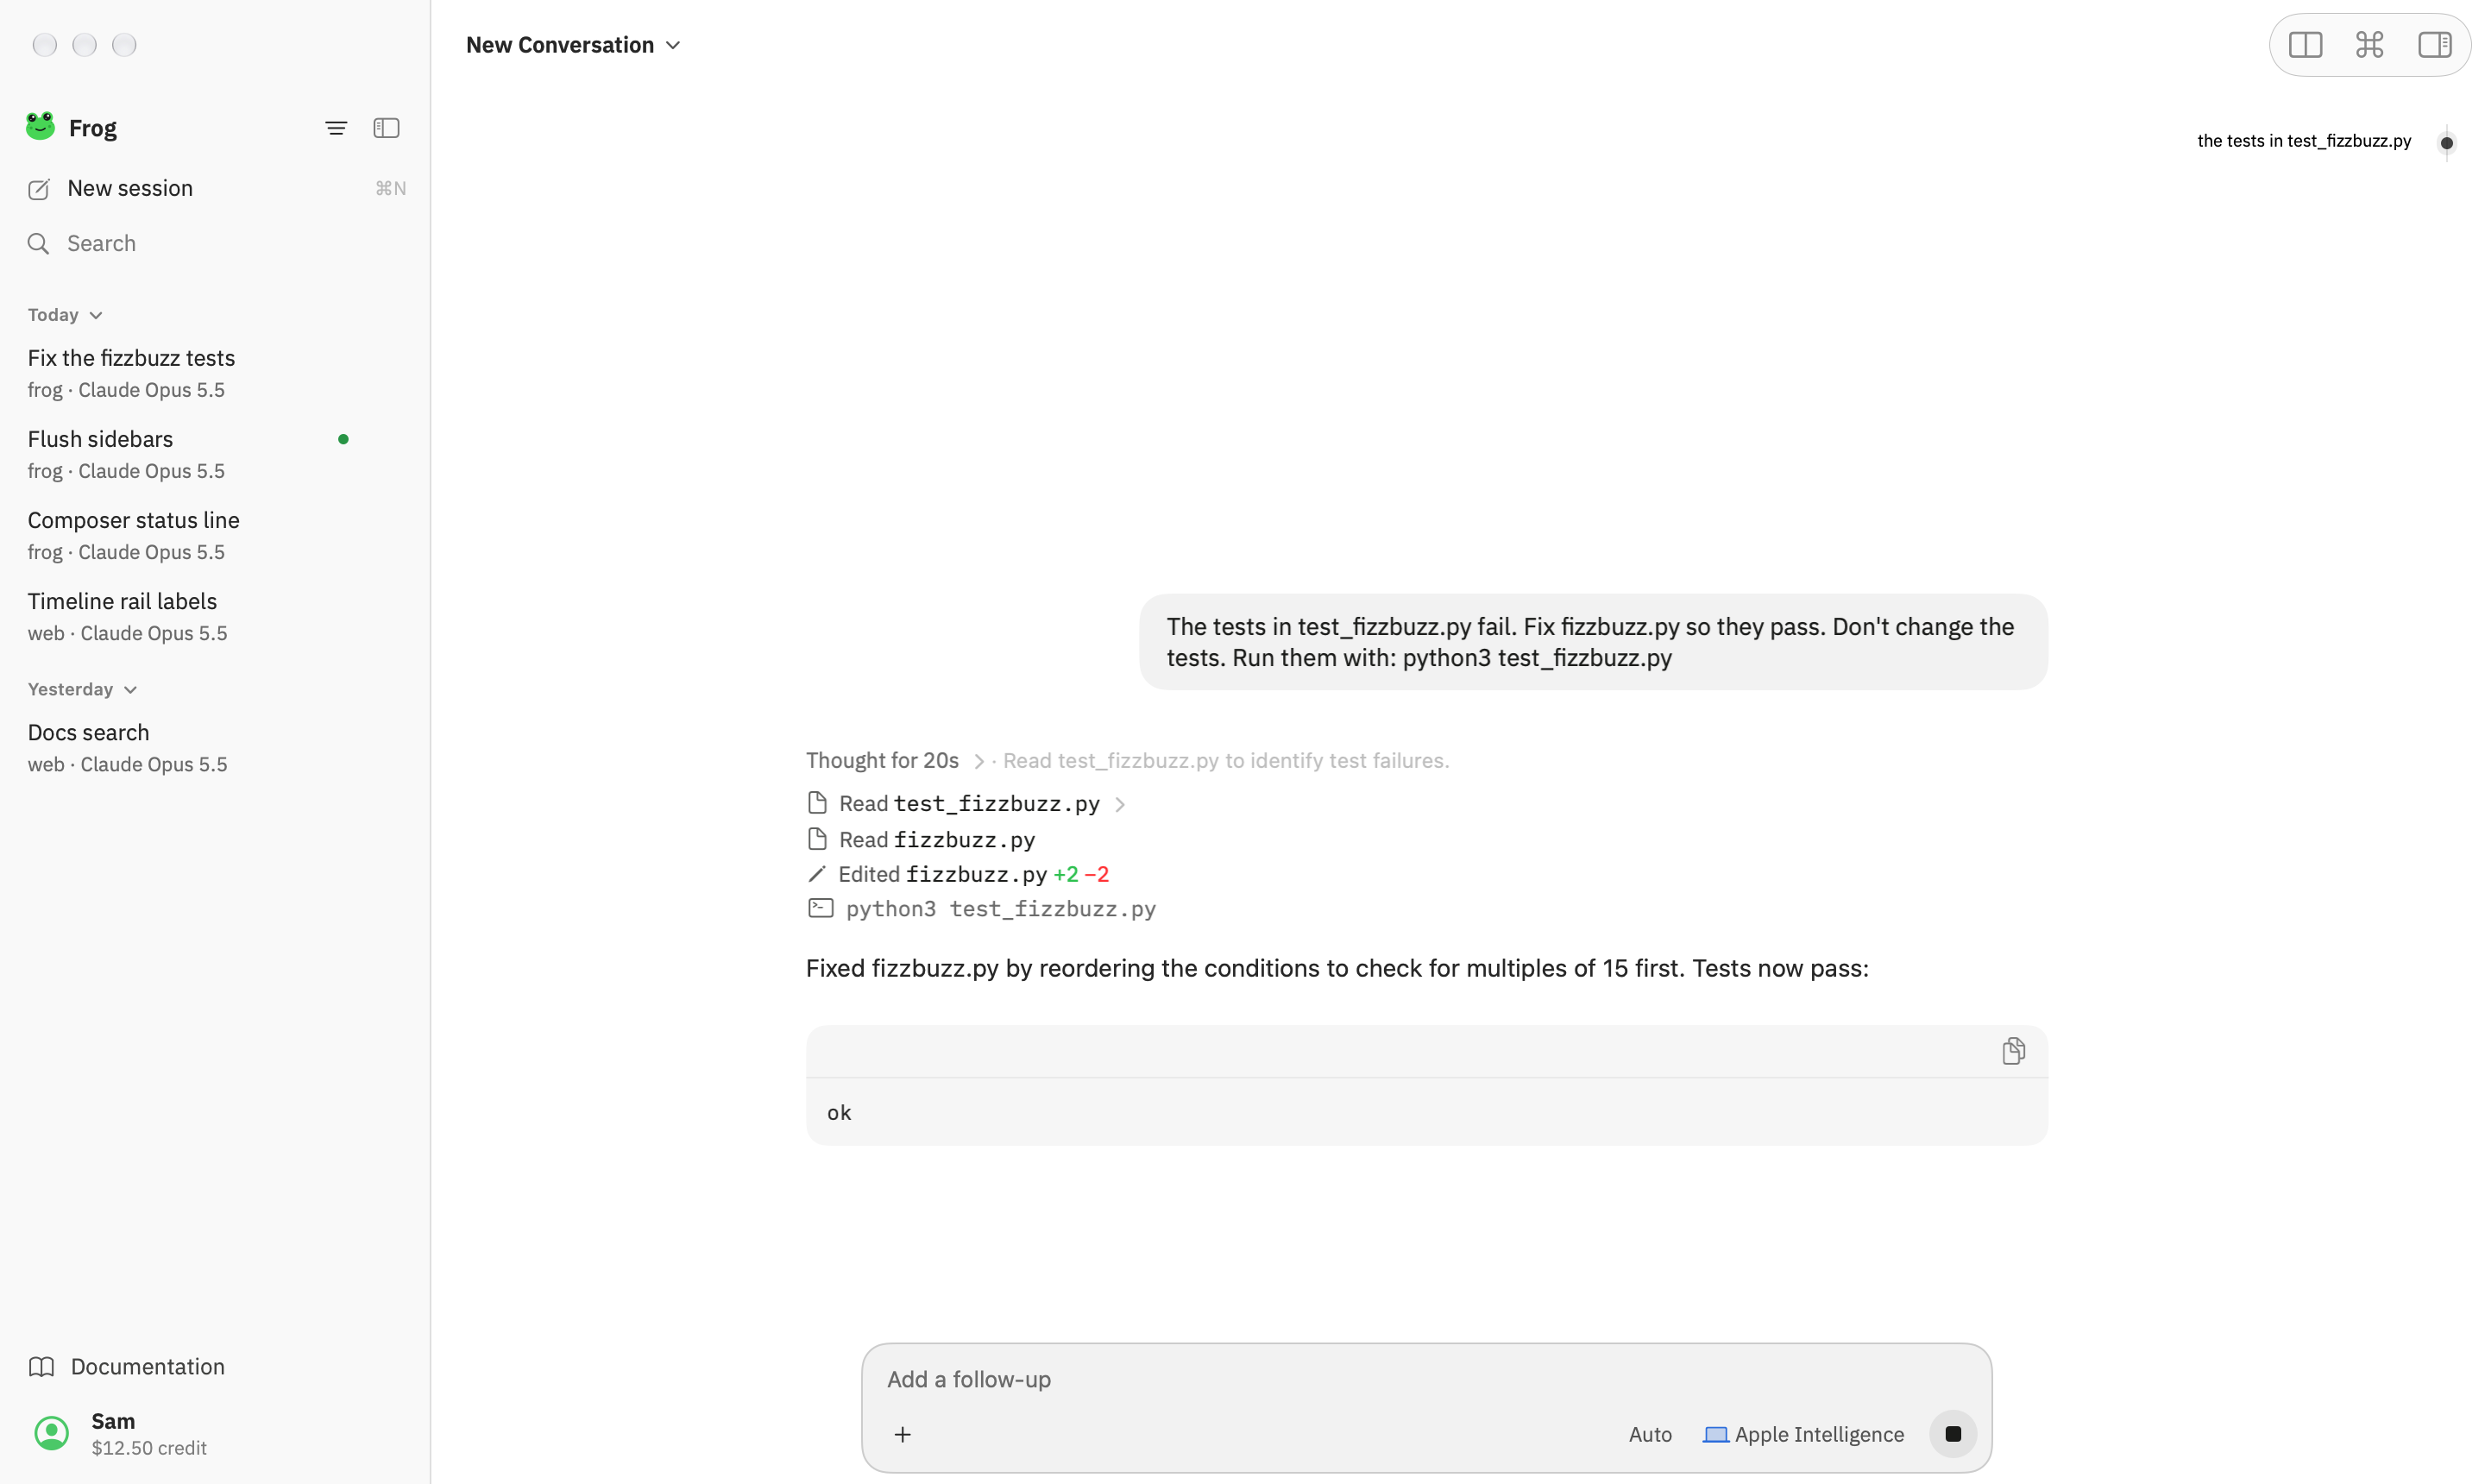 New Conversation
Frog
New session
⌘N
Search
Today
Fix the fizzbuzz tests
frog · Claude Opus 5.5
Flush sidebars
frog · Claude Opus 5.5
Composer status line
frog · Claude Opus 5.5
Timeline rail labels
web · Claude Opus 5.5
Yesterday
Docs search
web · Claude Opus 5.5
Documentation
Sam
$12.50 credit
the tests in test_fizzbuzz.py
The tests in test_fizzbuzz.py fail. Fix fizzbuzz.py so they pass. Don't change the
tests. Run them with: python3 test_fizzbuzz.py
Thought for 20s > · Read test_fizzbuzz.py to identify test failures.
Read test_fizzbuzz.py >
Read fizzbuzz.py
Edited fizzbuzz.py +2 −2
python3 test_fizzbuzz.py
Fixed fizzbuzz.py by reordering the conditions to check for multiples of 15 first. Tests now pass:
ok
Add a follow-up
Auto
Apple Intelligence